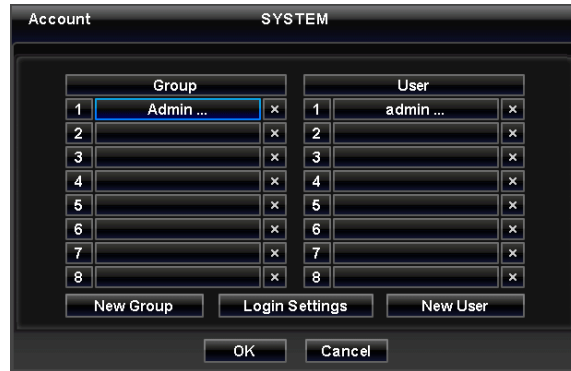 Account SYSTEM
Group User
1 Admin ... × 1 admin ... ×
2 × 2 ×
3 × 3 ×
4 × 4 ×
5 × 5 ×
6 × 6 ×
7 × 7 ×
8 × 8 ×
New Group Login Settings New User
OK Cancel